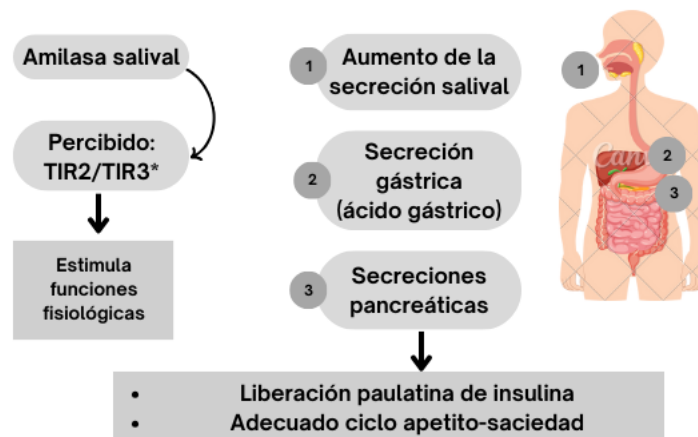 Amilasa salival
Percibido:
TIR2/TIR3*
Estimula
funciones
fisiológicas
1
Aumento de la
secreción salival
2
Secreción
gástrica
(ácido gástrico)
3
Secreciones
pancreáticas
• Liberación paulatina de insulina
• Adecuado ciclo apetito-saciedad
1
2
3